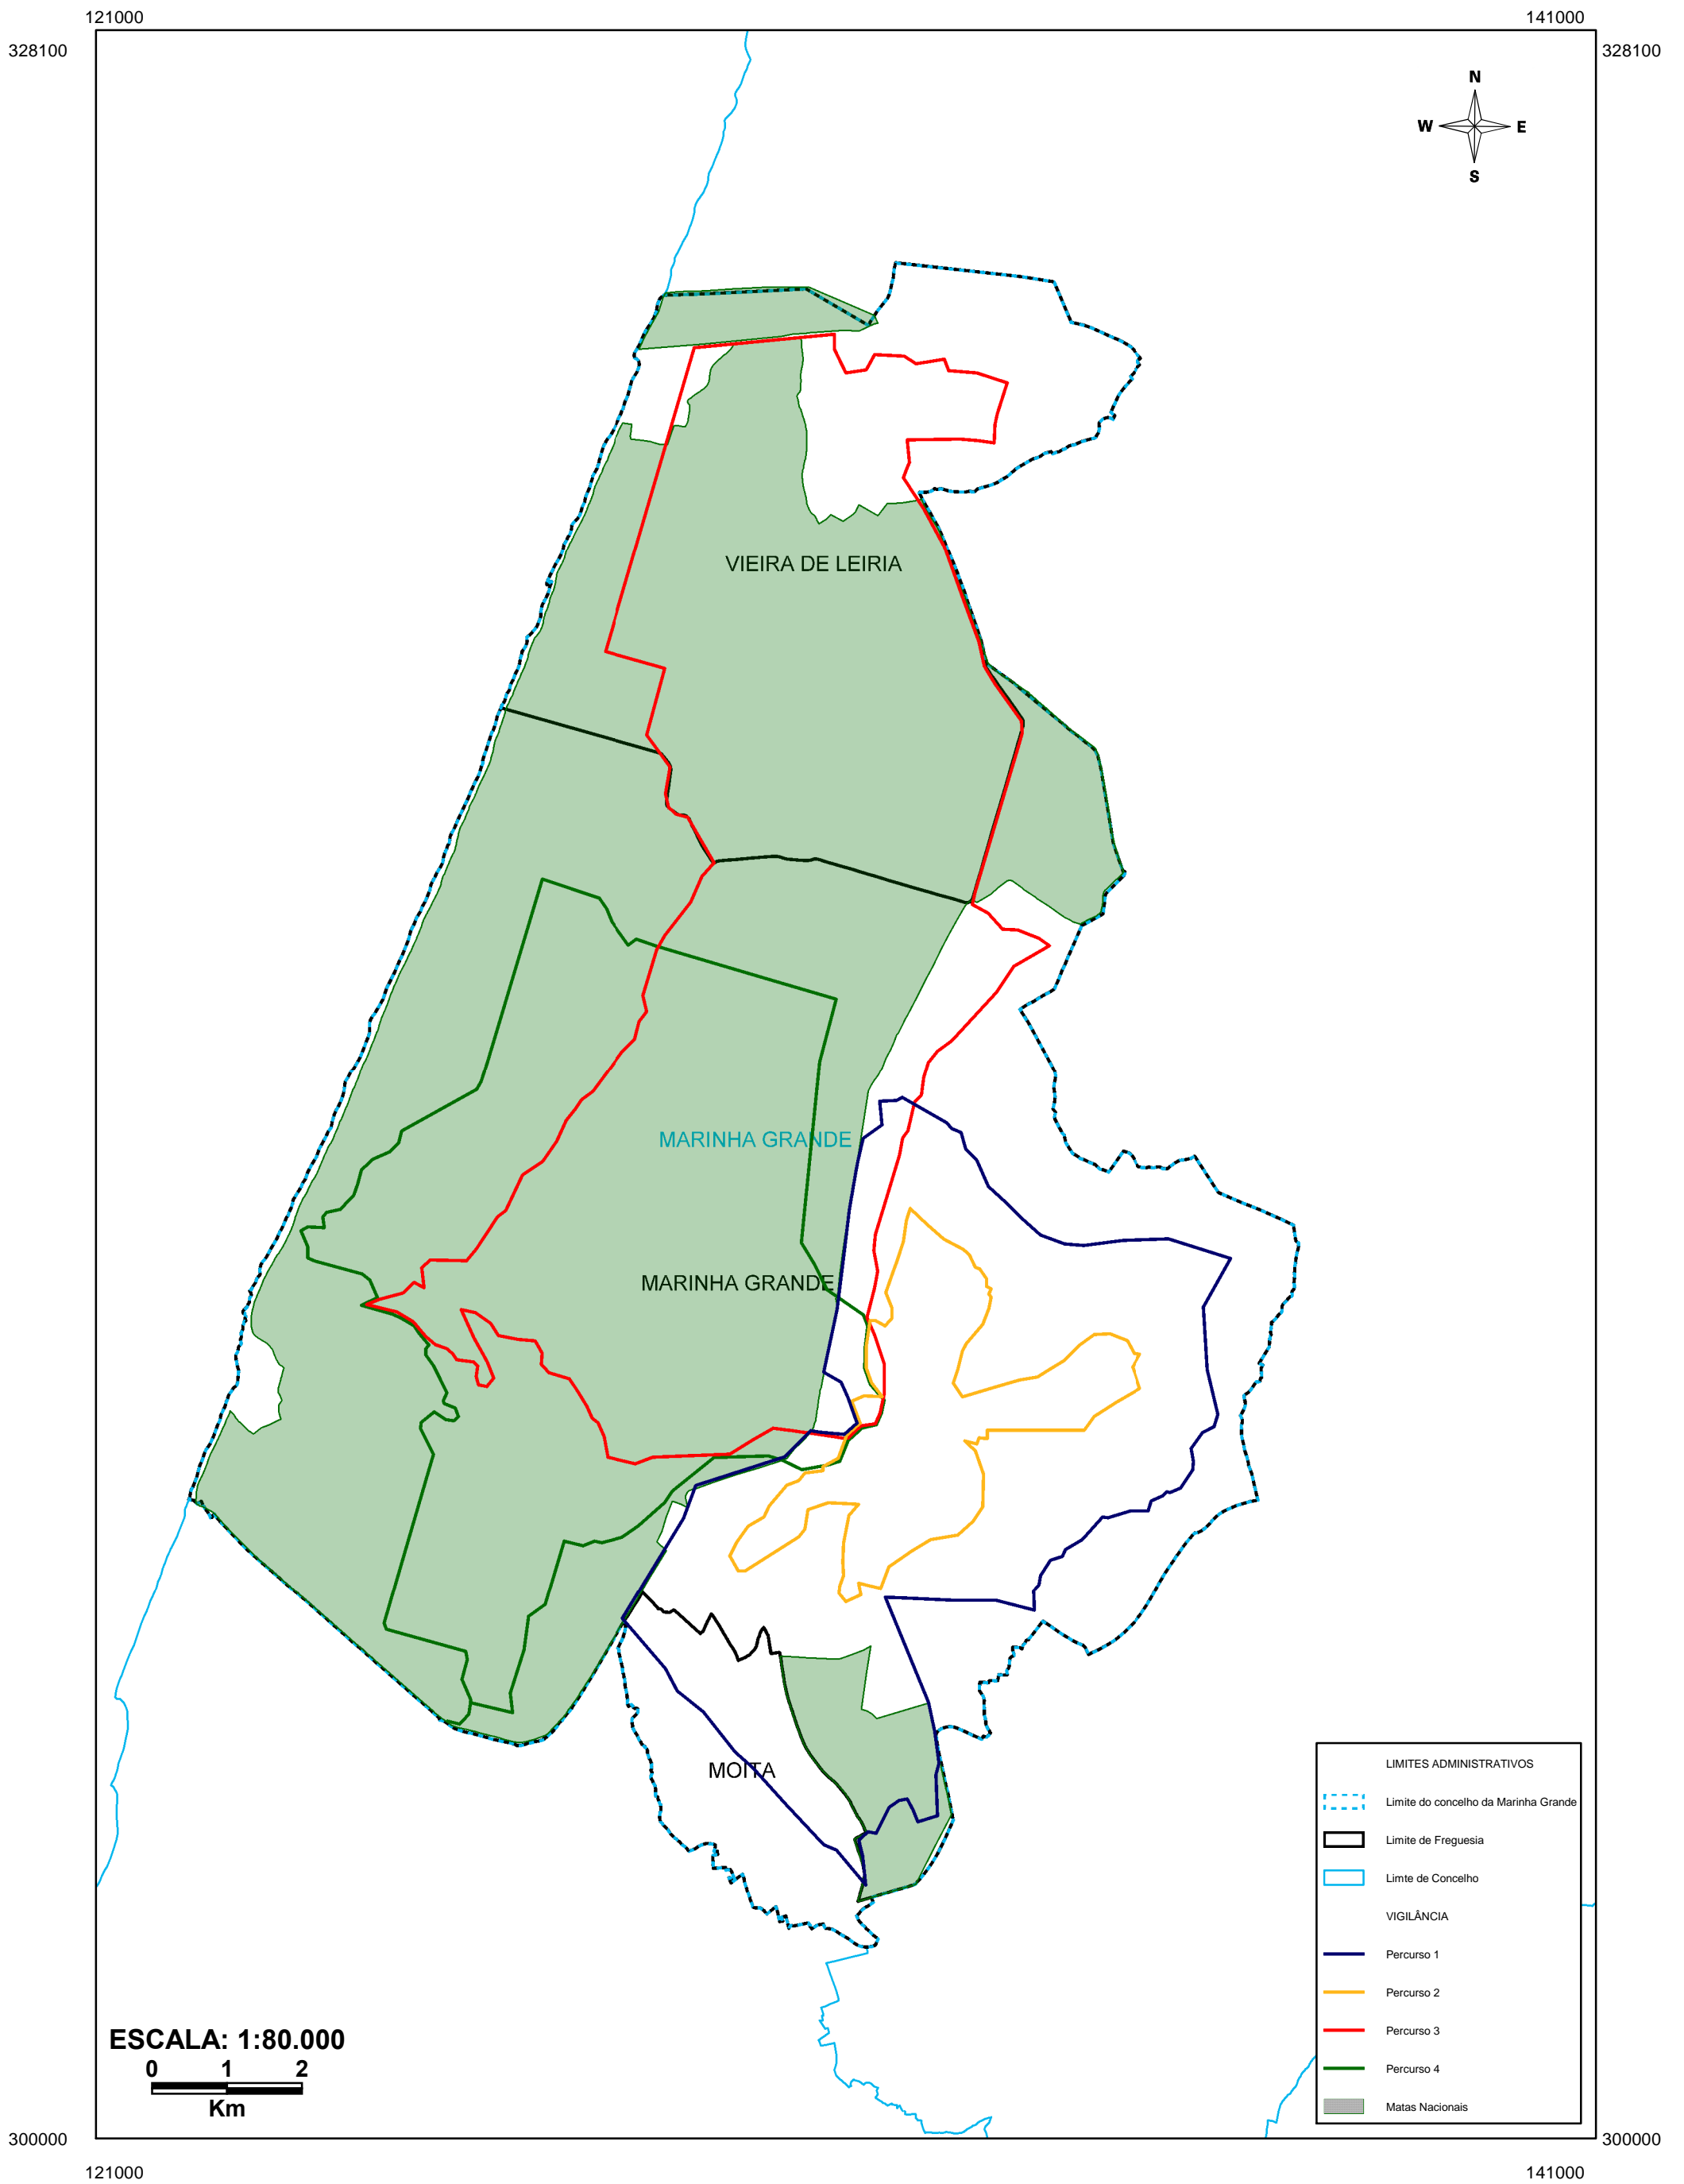 121000
141000
328100
328100
N
W
E
S
VIEIRA DE LEIRIA
MARINHA GRANDE
MARINHA GRANDE
MOITA
LIMITES ADMINISTRATIVOS
Limite do concelho da Marinha Grande
Limite de Freguesia
Limte de Concelho
VIGILÂNCIA
Percurso 1
Percurso 2
Percurso 3
Percurso 4
Matas Nacionais
ESCALA: 1:80.000
0 1 2
Km
300000
300000
121000
141000